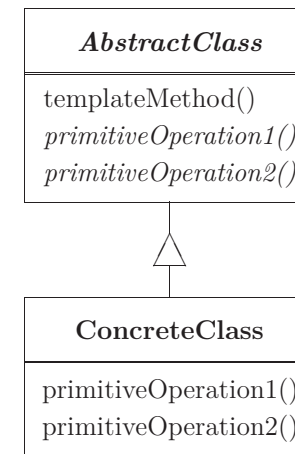 AbstractClass
templateMethod()
primitiveOperation1()
primitiveOperation2()
ConcreteClass
primitiveOperation1()
primitiveOperation2()